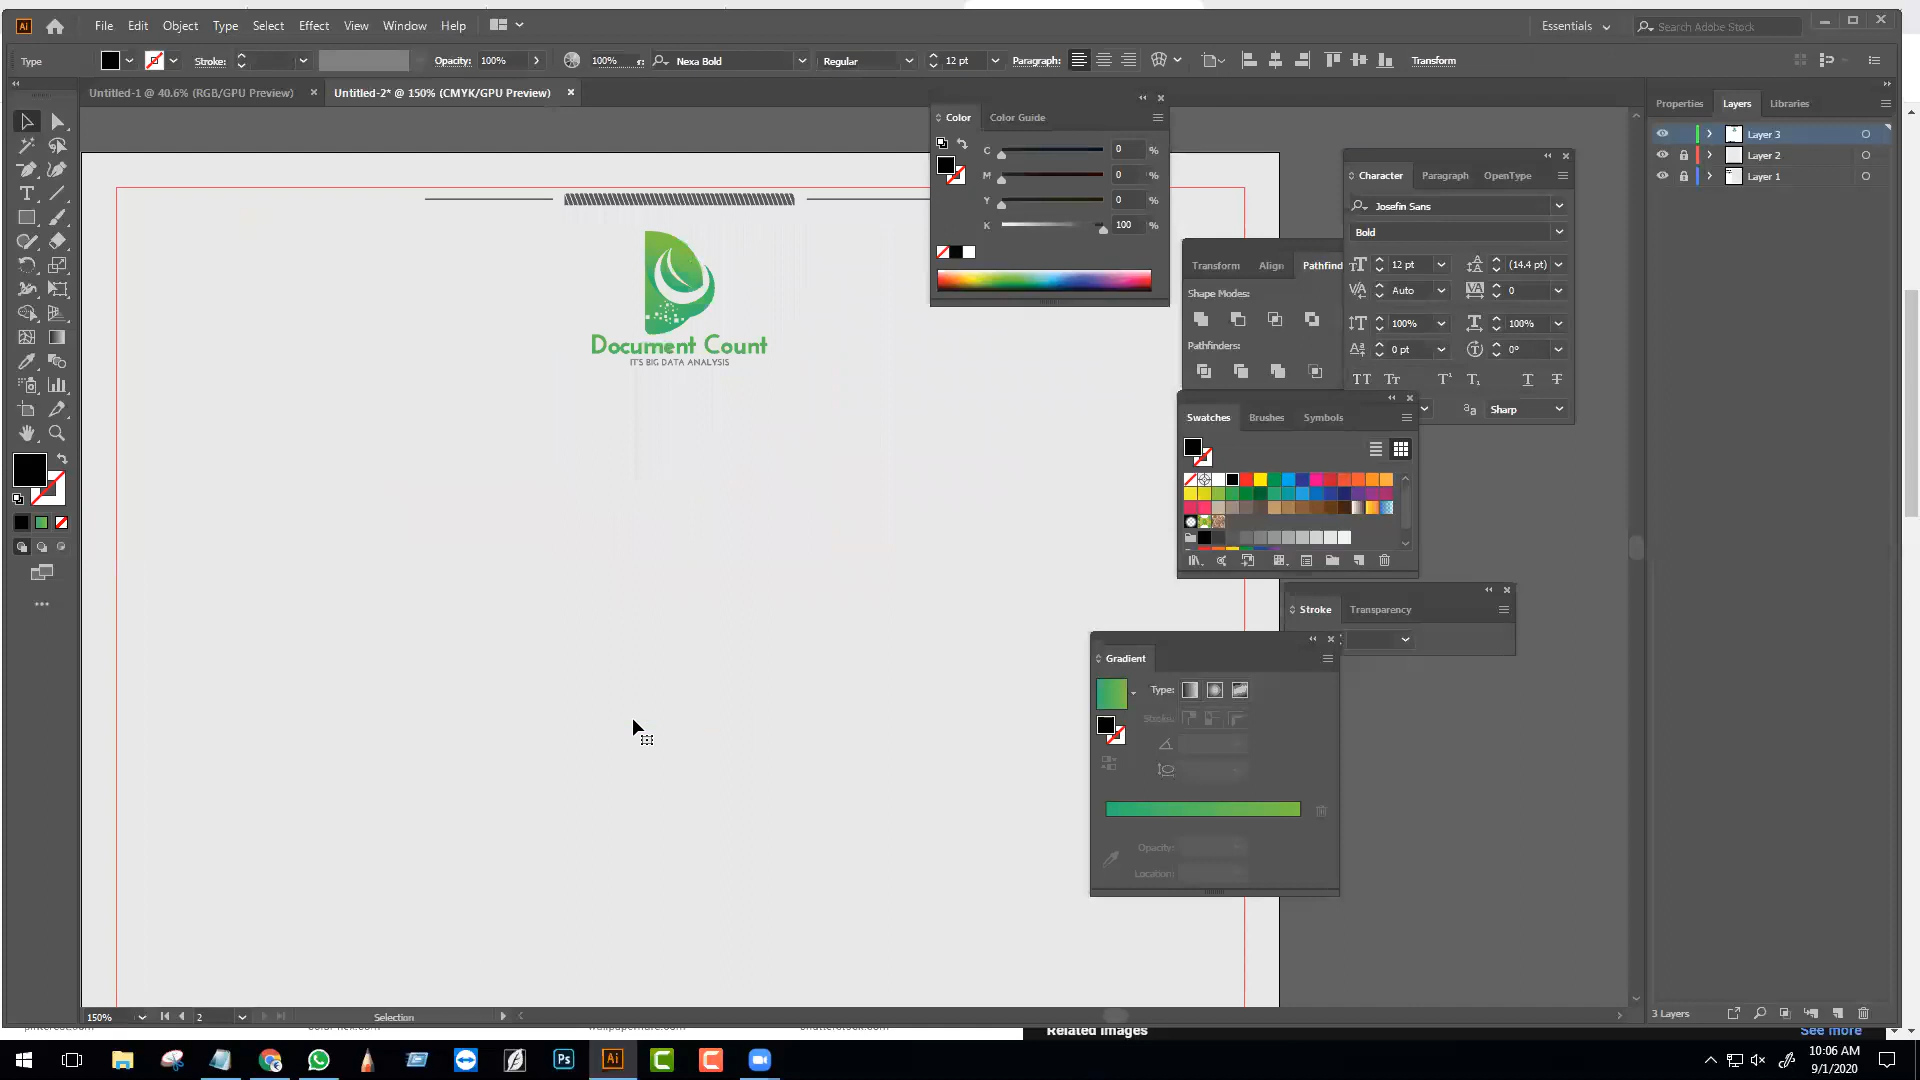 File Edit Object Type Select Effect View Window Help
Essentials
Search Adobe Stock
Type
Stroke:
Opacity: 100%
100%
Nexa Bold
Regular
12 pt
Paragraph:
Transform
Untitled-1 @ 40.6% (RGB/GPU Preview)
Untitled-2* @ 150% (CMYK/GPU Preview)
Color
Color Guide
C 0 %
M 0 %
Y 0 %
K 100 %
Document Count
IT'S BIG DATA ANALYSIS
Transform Align Pathfind
Shape Modes:
Pathfinders:
Character
Paragraph
OpenType
Josefin Sans
Bold
12 pt
(14.4 pt)
Auto
0
100%
100%
0 pt
0°
Sharp
Swatches
Brushes
Symbols
Stroke
Transparency
Gradient
Type:
Stroke:
Opacity:
Location:
Properties
Layers
Libraries
Layer 3
Layer 2
Layer 1
3 Layers
150%
2
Selection
Related images
See more
Ps
Ai
10:06 AM
9/1/2020